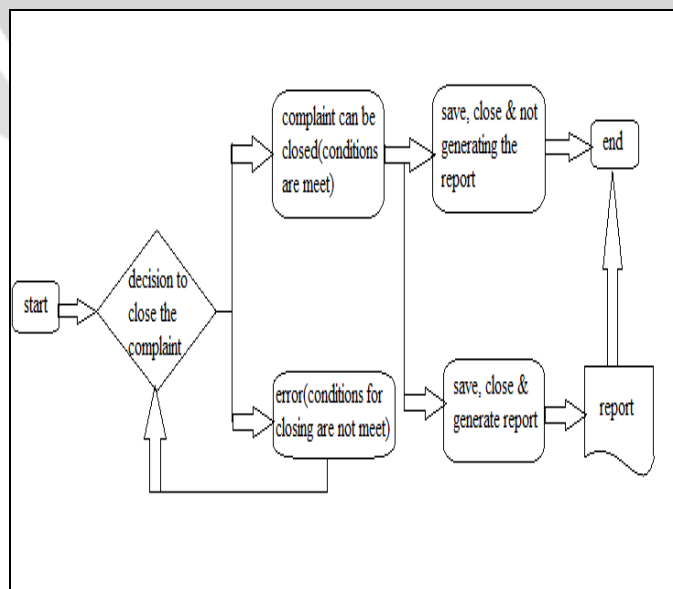 start
decision to
close the
complaint
complaint can be
closed(conditions
are meet)
error(conditions for
closing are not meet)
save, close & not
generating the
report
save, close &
generate report
report
end